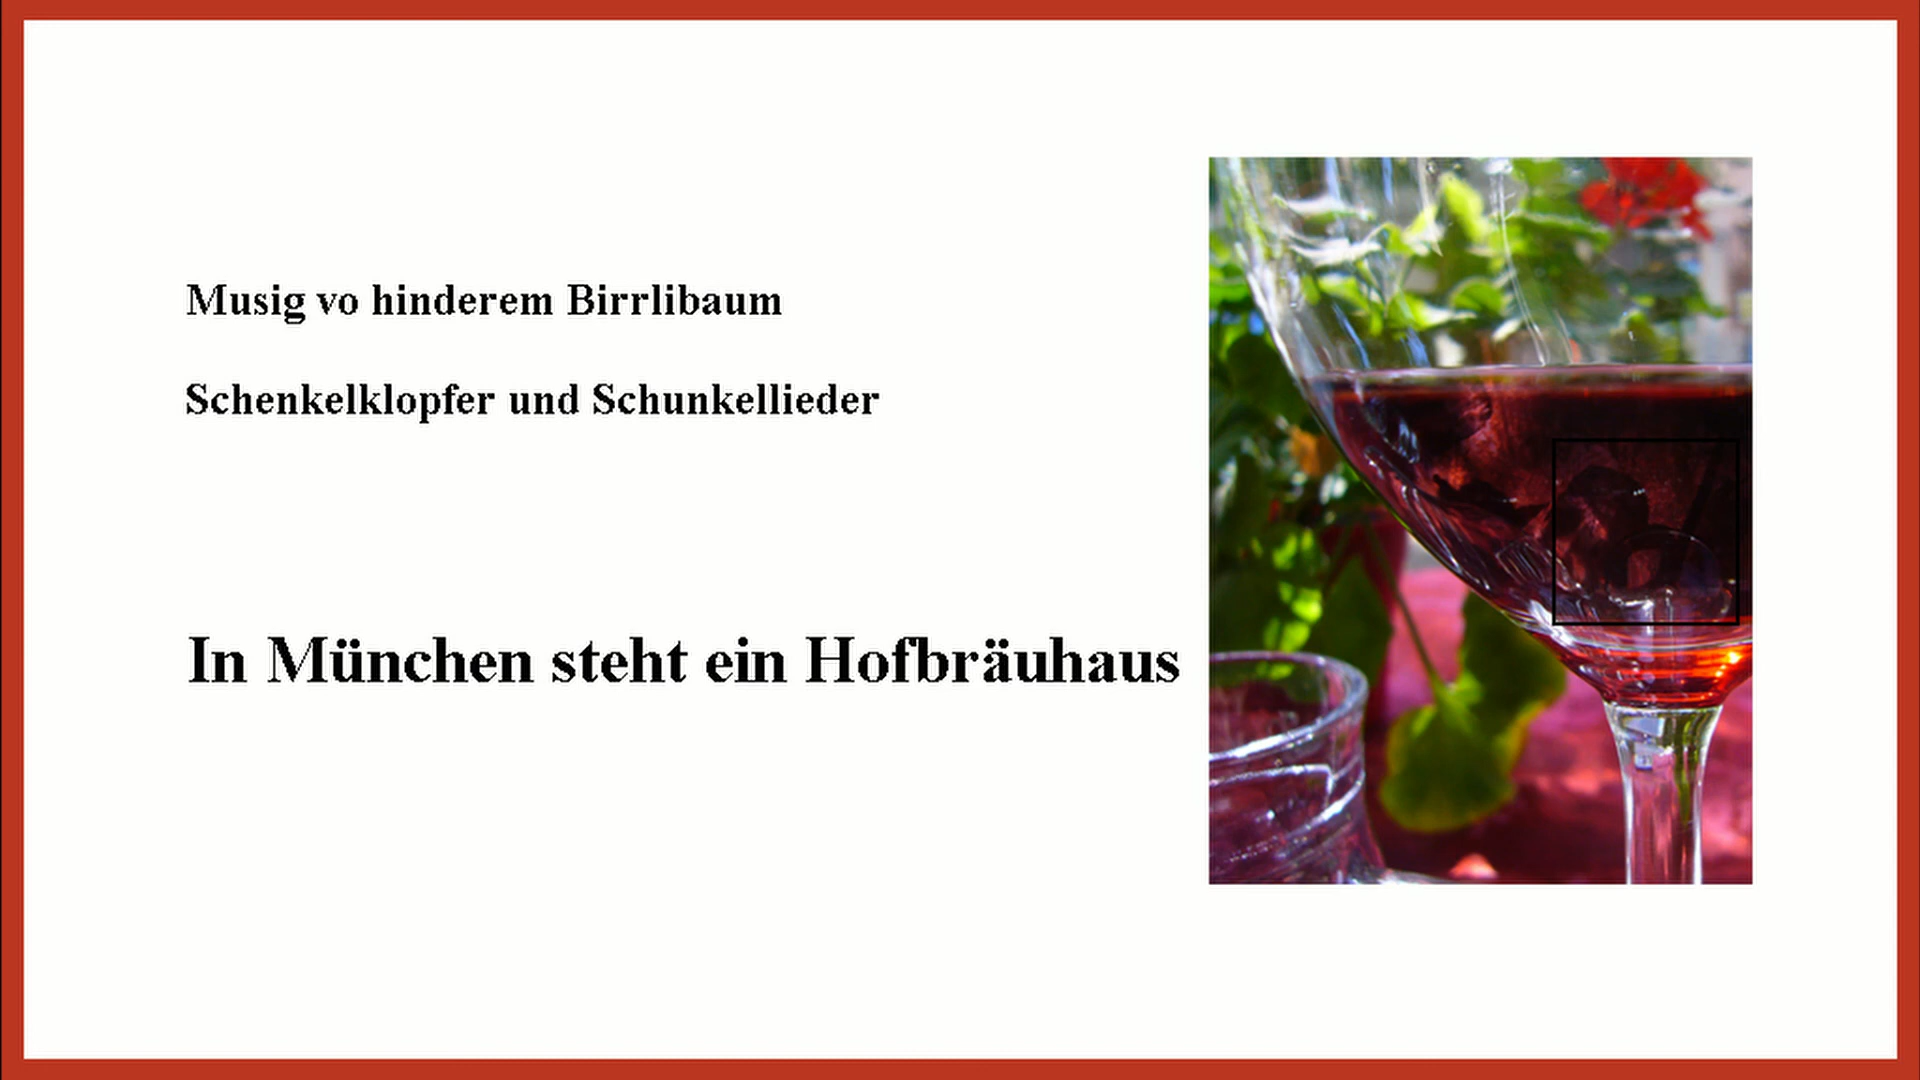 Musig vo hinderem Birrlibaum
Schenkelklopfer und Schunkellieder
In München steht ein Hofbräuhaus